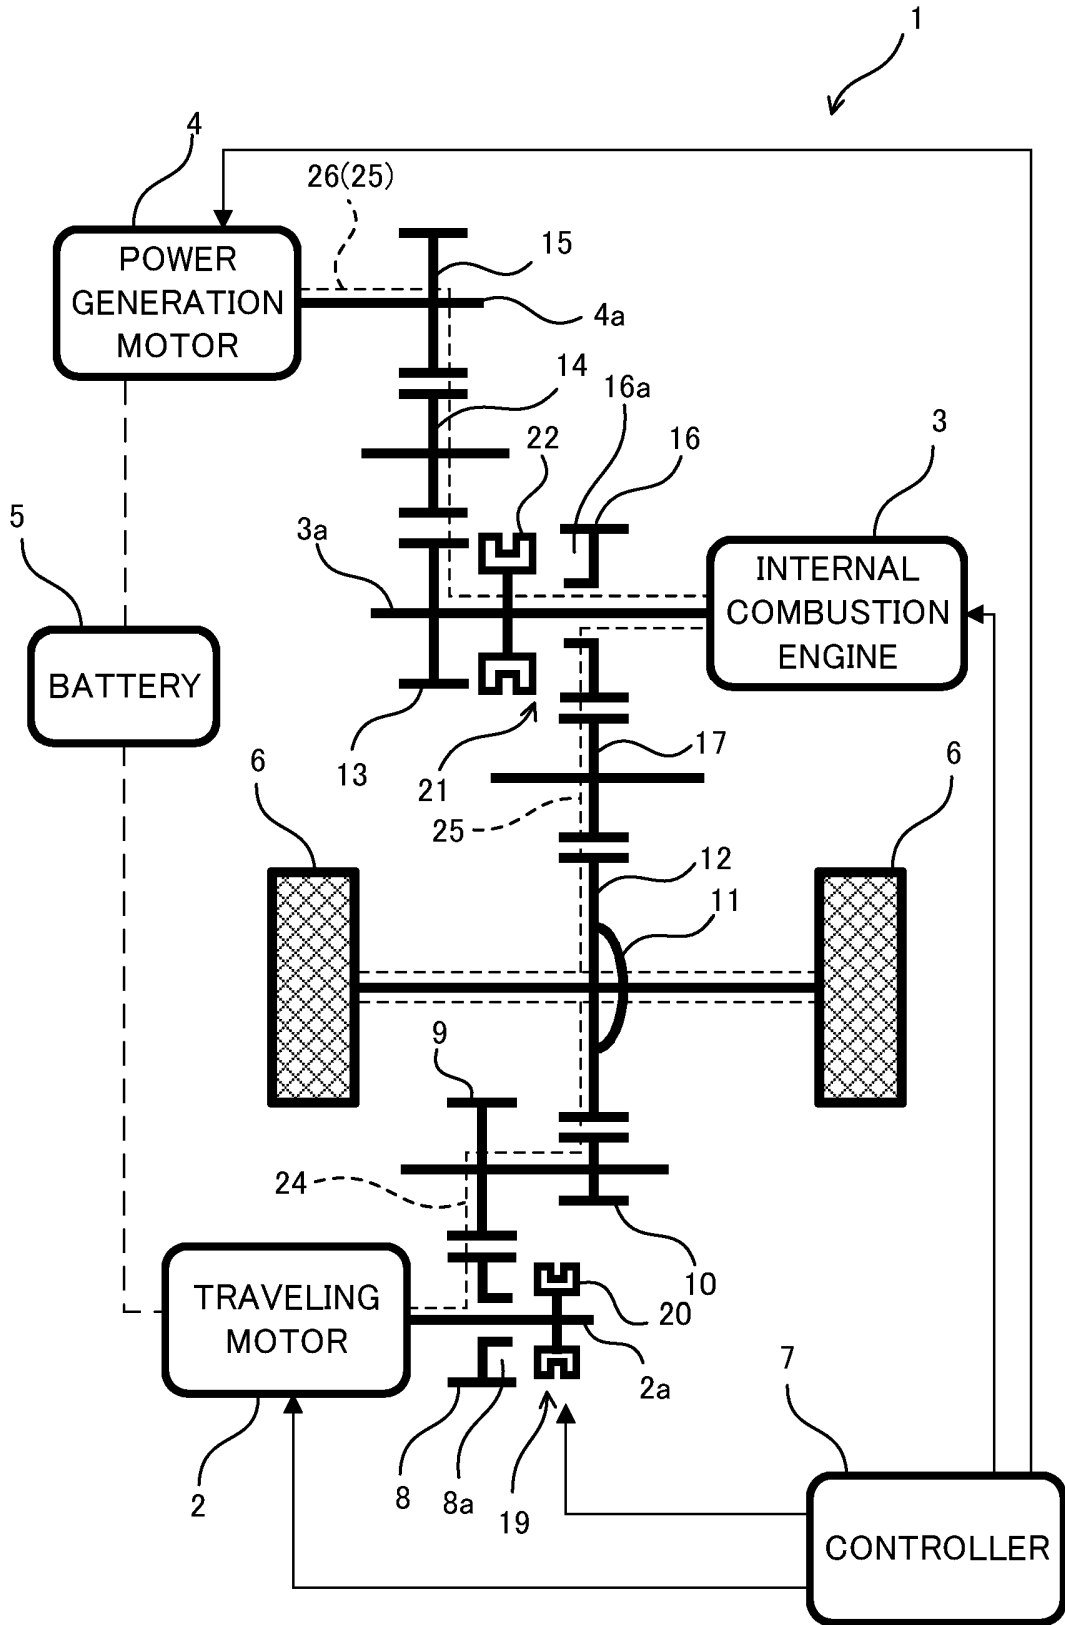 1
4
26(25)
15
POWER
GENERATION
MOTOR
4a
14
16a
22
16
3
5
3a
INTERNAL
COMBUSTION
ENGINE
BATTERY
13
21
17
6
6
25
12
11
9
24
10
TRAVELING
MOTOR
20
2a
7
2
8
8a
19
CONTROLLER